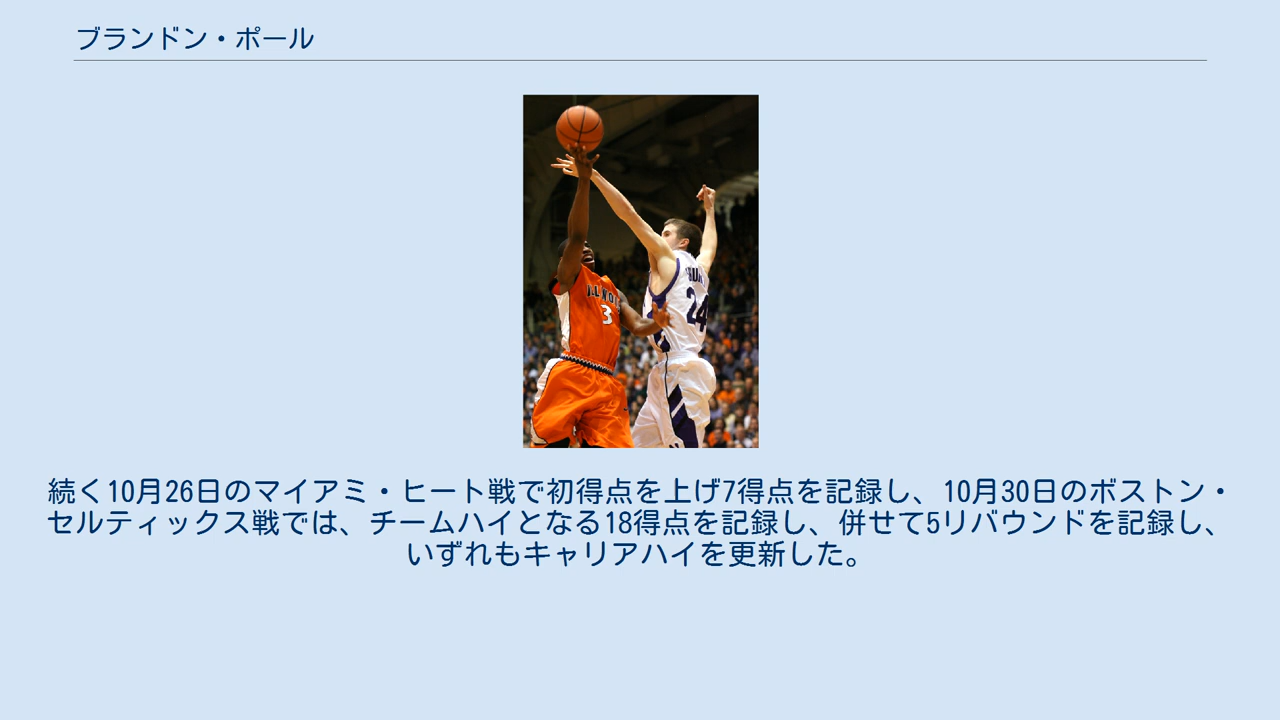 ブランドン・ポール
ILLINOIS
3
24
続く10月26日のマイアミ・ヒート戦で初得点を上げ7得点を記録し、10月30日のボストン・
セルティックス戦では、チームハイとなる18得点を記録し、併せて5リバウンドを記録し、
いずれもキャリアハイを更新した。